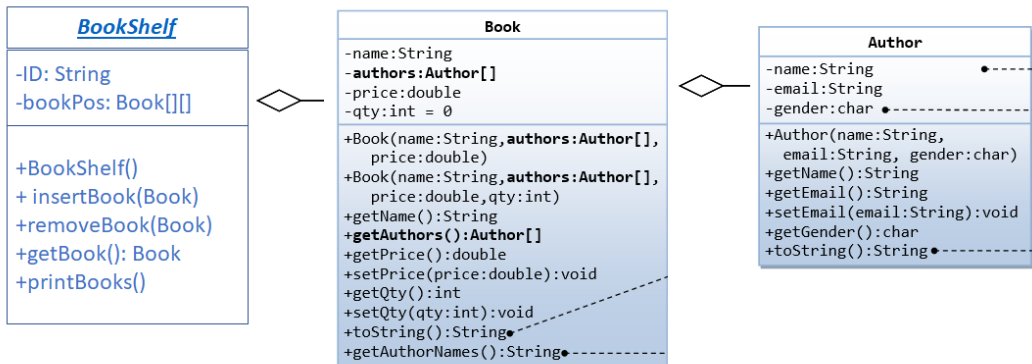 BookShelf
-ID: String
-bookPos: Book[][]
+BookShelf()
+ insertBook(Book)
+removeBook(Book)
+getBook(): Book
+printBooks()
Book
-name:String
-authors:Author[]
-price:double
-qty:int = 0
+Book(name:String,authors:Author[],
price:double)
+Book(name:String,authors:Author[],
price:double,qty:int)
+getName():String
+getAuthors():Author[]
+getPrice():double
+setPrice(price:double):void
+getQty():int
+setQty(qty:int):void
+toString():String
+getAuthorNames():String
Author
-name:String
-email:String
-gender:char
+Author(name:String,
email:String, gender:char)
+getName():String
+getEmail():String
+setEmail(email:String):void
+getGender():char
+toString():String